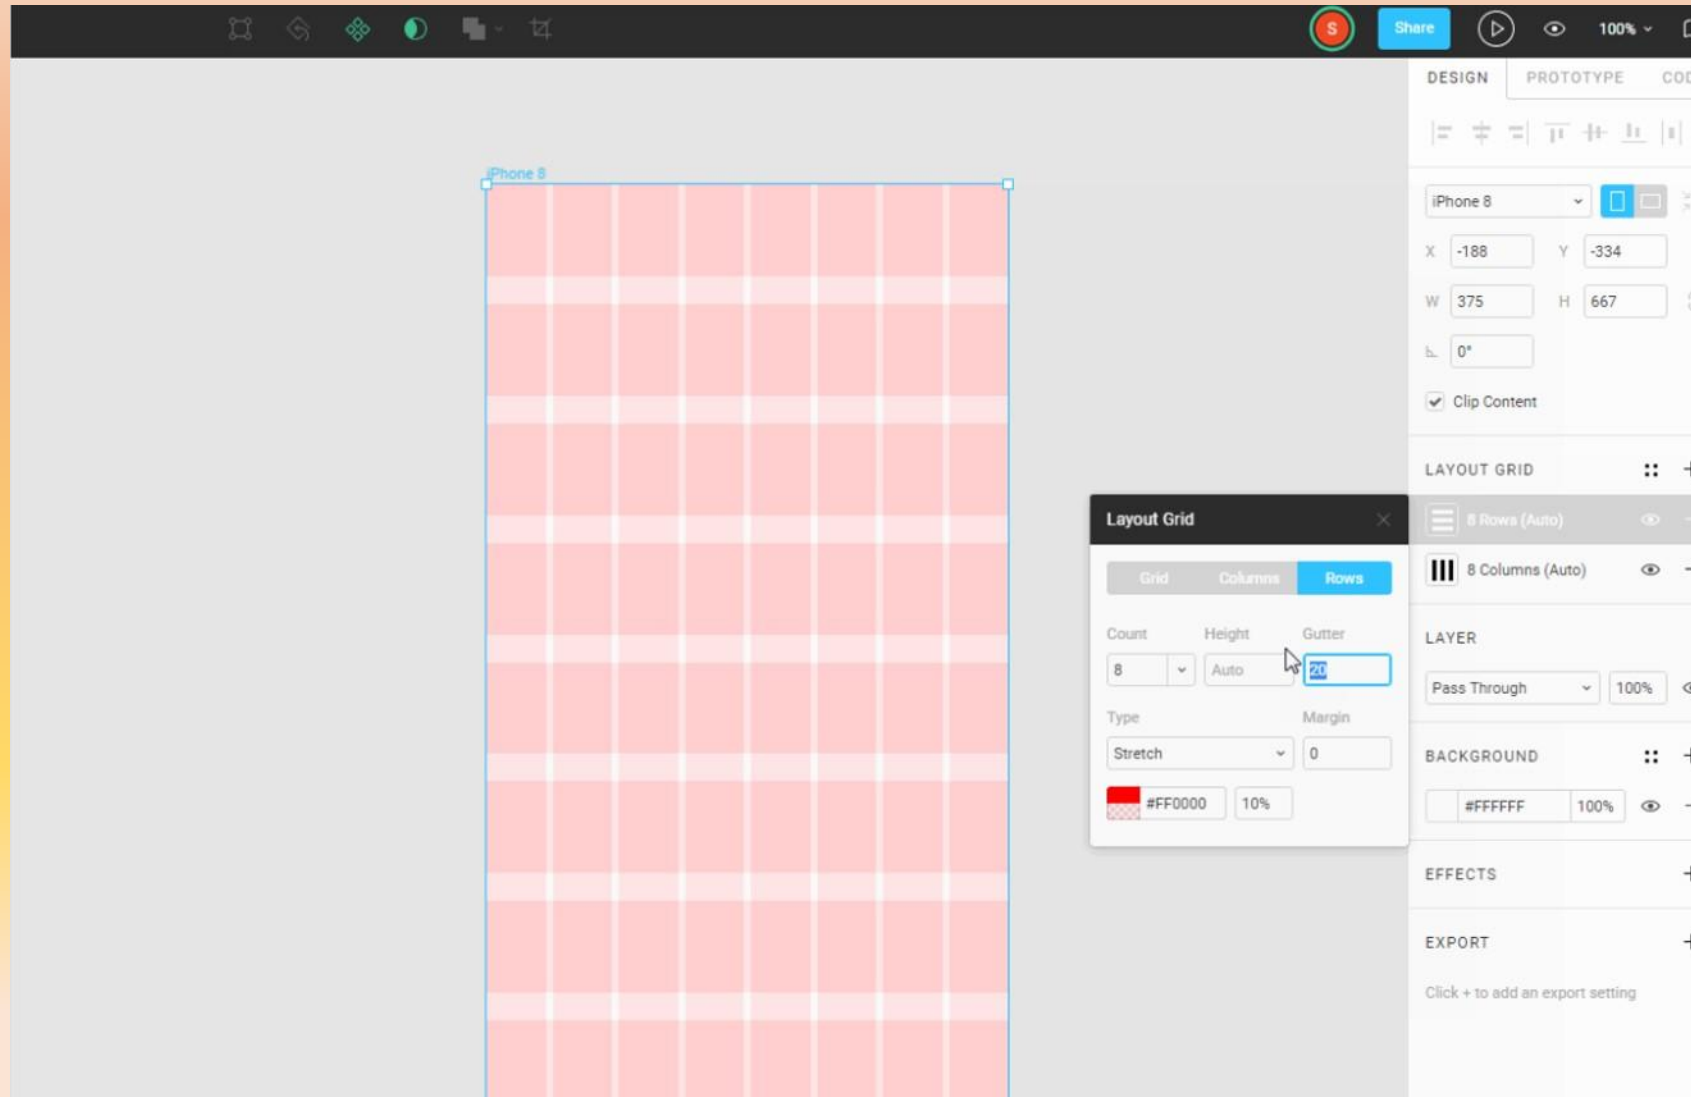 S Share 100%
DESIGN PROTOTYPE
iPhone 8
iPhone 8
X -188 Y -334
W 375 H 667
0°
Clip Content
LAYOUT GRID
Layout Grid
8 Rows (Auto)
Grid Columns Rows
8 Columns (Auto)
Count Height Gutter
LAYER
8 Auto 20
Pass Through 100%
Type Margin
Stretch 0
BACKGROUND
#FF0000 10%
#FFFFFF 100%
EFFECTS
EXPORT
Click + to add an export setting